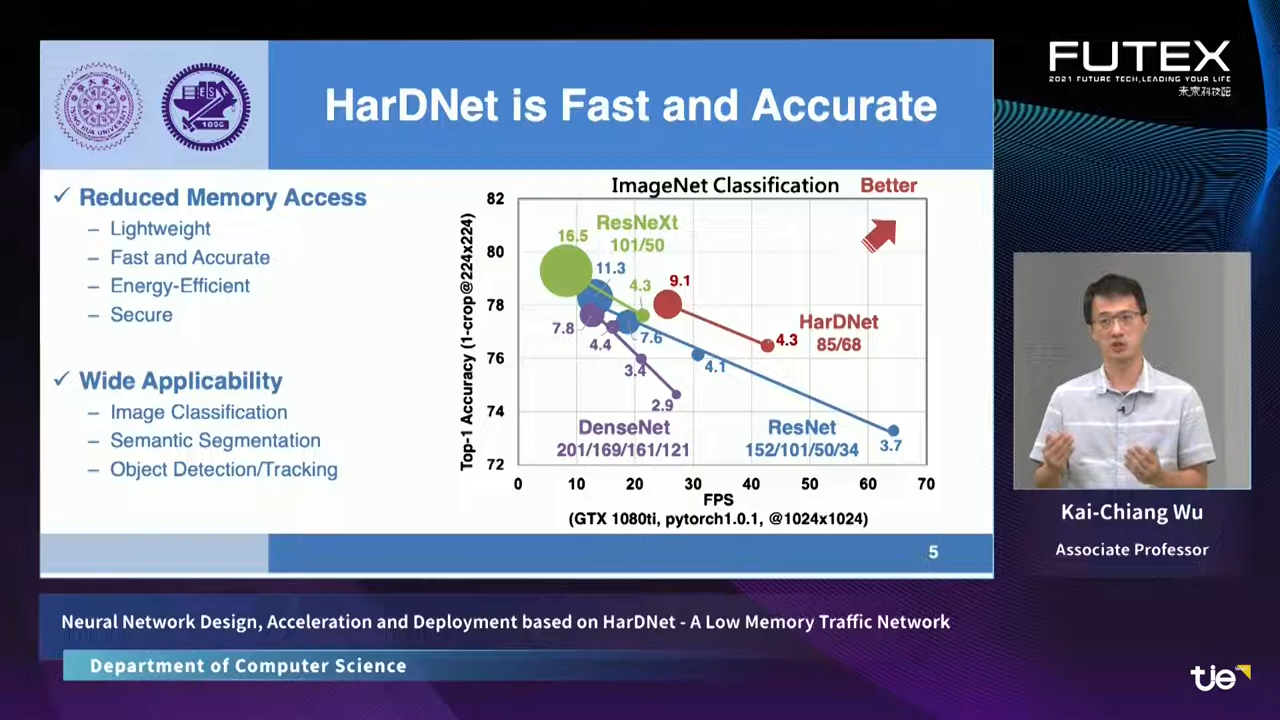 FUTEX
2021 FUTURE TECH,LEADING YOUR LIFE
未來科技館
HarDNet is Fast and Accurate
1896
✓ Reduced Memory Access
– Lightweight
– Fast and Accurate
– Energy-Efficient
– Secure
✓ Wide Applicability
– Image Classification
– Semantic Segmentation
– Object Detection/Tracking
ImageNet Classification
Better
Top-1 Accuracy (1-crop@224x224)
82
80
78
76
74
72
ResNeXt
101/50
16.5
11.3
4.3
9.1
7.8
4.4
7.6
HarDNet
85/68
4.3
3.4
4.1
2.9
DenseNet
201/169/161/121
ResNet
152/101/50/34
3.7
0 10 20 30 40 50 60 70
FPS
(GTX 1080ti, pytorch1.0.1, @1024x1024)
5
Kai-Chiang Wu
Associate Professor
Neural Network Design, Acceleration and Deployment based on HarDNet - A Low Memory Traffic Network
Department of Computer Science
tie